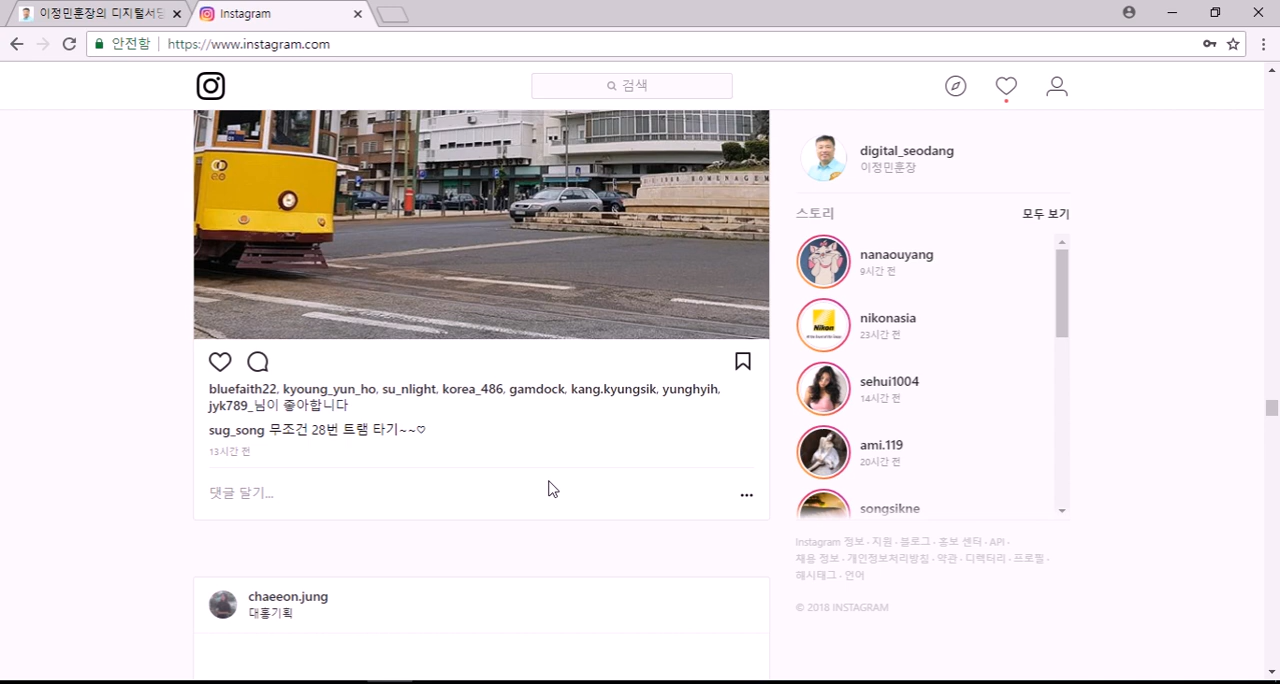 이정민훈장의 디지털서당
Instagram
안전함
https://www.instagram.com
검색
digital_seodang
이정민훈장
스토리
모두 보기
nanaouyang
9시간 전
nikonasia
23시간 전
Nikon
sehui1004
14시간 전
ami.119
20시간 전
songsikne
bluefaith22, kyoung_yun_ho, su_nlight, korea_486, gamdock, kang.kyungsik, yunghyih,
jyk789_님이 좋아합니다
sug_song 무조건 28번 트램 타기~~♡
13시간 전
댓글 달기...
Instagram 정보 · 지원 · 블로그 · 홍보 센터 · API ·
채용 정보 · 개인정보처리방침 · 약관 · 디렉터리 · 프로필 ·
해시태그 · 언어
© 2018 INSTAGRAM
chaeeon.jung
대홍기획